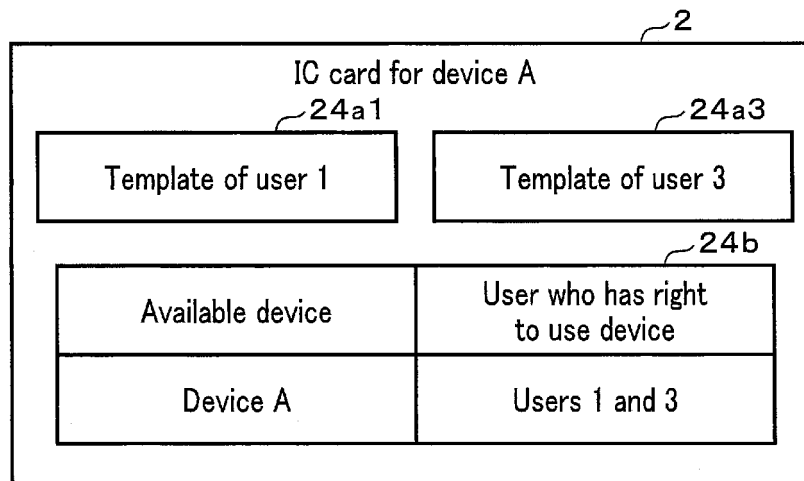 2
IC card for device A
24a1
24a3
Template of user 1
Template of user 3
24b
Available device
User who has right
to use device
Device A
Users 1 and 3